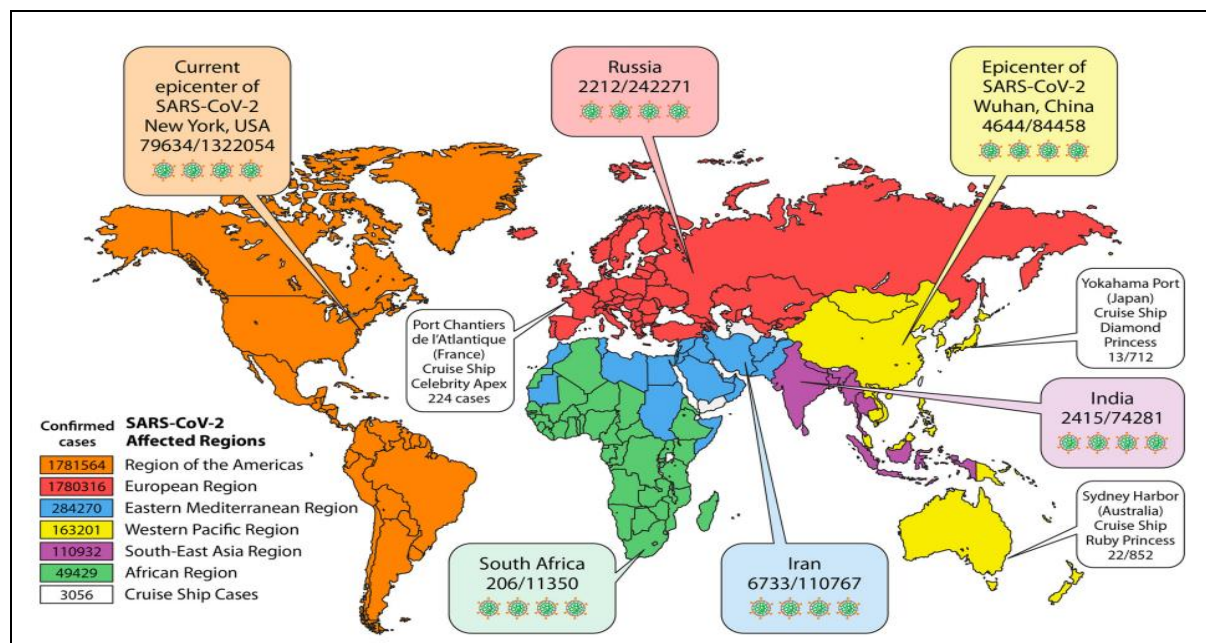 Current
epicenter of
SARS-CoV-2
New York, USA
79634/1322054
Russia
2212/242271
Epicenter of
SARS-CoV-2
Wuhan, China
4644/84458
Port Chantiers
de l'Atlantique
(France)
Cruise Ship
Celebrity Apex
224 cases
Yokahama Port
(Japan)
Cruise Ship
Diamond
Princess
13/712
India
2415/74281
Sydney Harbor
(Australia)
Cruise Ship
Ruby Princess
22/852
South Africa
206/11350
Iran
6733/110767
Confirmed cases SARS-CoV-2 Affected Regions
1781564 Region of the Americas
1780316 European Region
284270 Eastern Mediterranean Region
163201 Western Pacific Region
110932 South-East Asia Region
49429 African Region
3056 Cruise Ship Cases